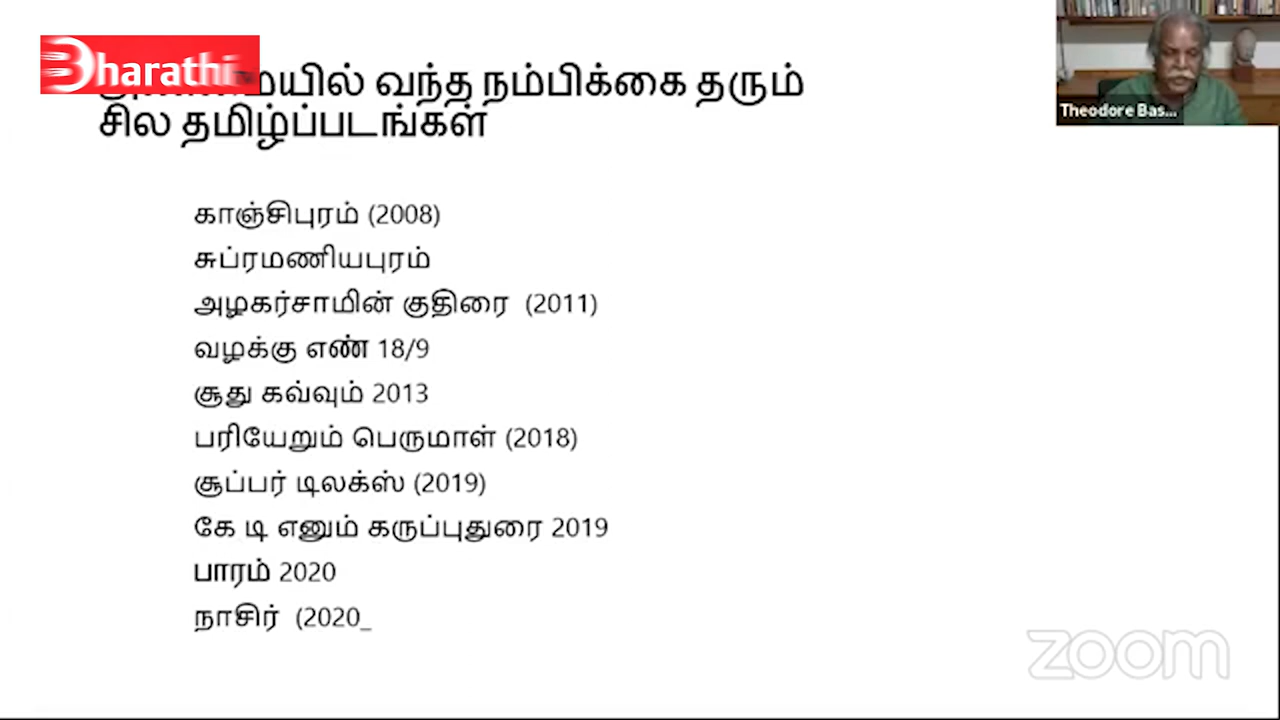 Bharathi
வந்த நம்பிக்கை தரும்
சில தமிழ்ப்படங்கள்
Theodore Bas...
காஞ்சிபுரம் (2008)
சுப்ரமணியபுரம்
அழகர்சாமின் குதிரை (2011)
வழக்கு எண் 18/9
சூது கவ்வும் 2013
பரியேறும் பெருமாள் (2018)
சூப்பர் டிலக்ஸ் (2019)
கே டி எனும் கருப்புதுரை 2019
பாரம் 2020
நாசிர் (2020_
zoom